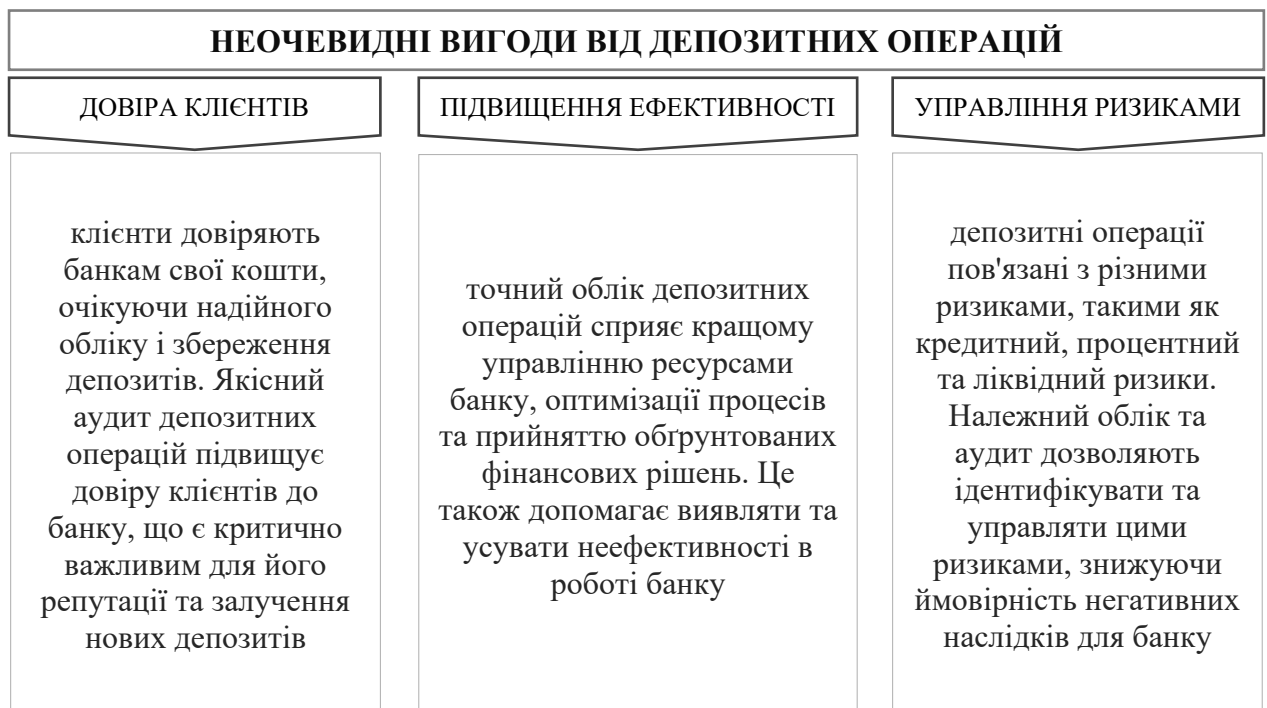 НЕОЧЕВИДНІ ВИГОДИ ВІД ДЕПОЗИТНИХ ОПЕРАЦІЙ
ДОВІРА КЛІЄНТІВ
клієнти довіряють
банкам свої кошти,
очікуючи надійного
обліку і збереження
депозитів. Якісний
аудит депозитних
операцій підвищує
довіру клієнтів до
банку, що є критично
важливим для його
репутації та залучення
нових депозитів
ПІДВИЩЕННЯ ЕФЕКТИВНОСТІ
точний облік депозитних
операцій сприяє кращому
управлінню ресурсами
банку, оптимізації процесів
та прийняттю обґрунтованих
фінансових рішень. Це
також допомагає виявляти та
усувати неефективності в
роботі банку
УПРАВЛІННЯ РИЗИКАМИ
депозитні операції
пов'язані з різними
ризиками, такими як
кредитний, процентний
та ліквідний ризики.
Належний облік та
аудит дозволяють
ідентифікувати та
управляти цими
ризиками, знижуючи
ймовірність негативних
наслідків для банку